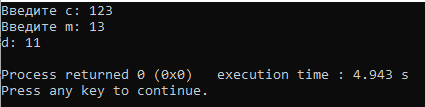 Введите c: 123
Введите m: 13
d: 11
Process returned 0 (0x0)   execution time : 4.943 s
Press any key to continue.